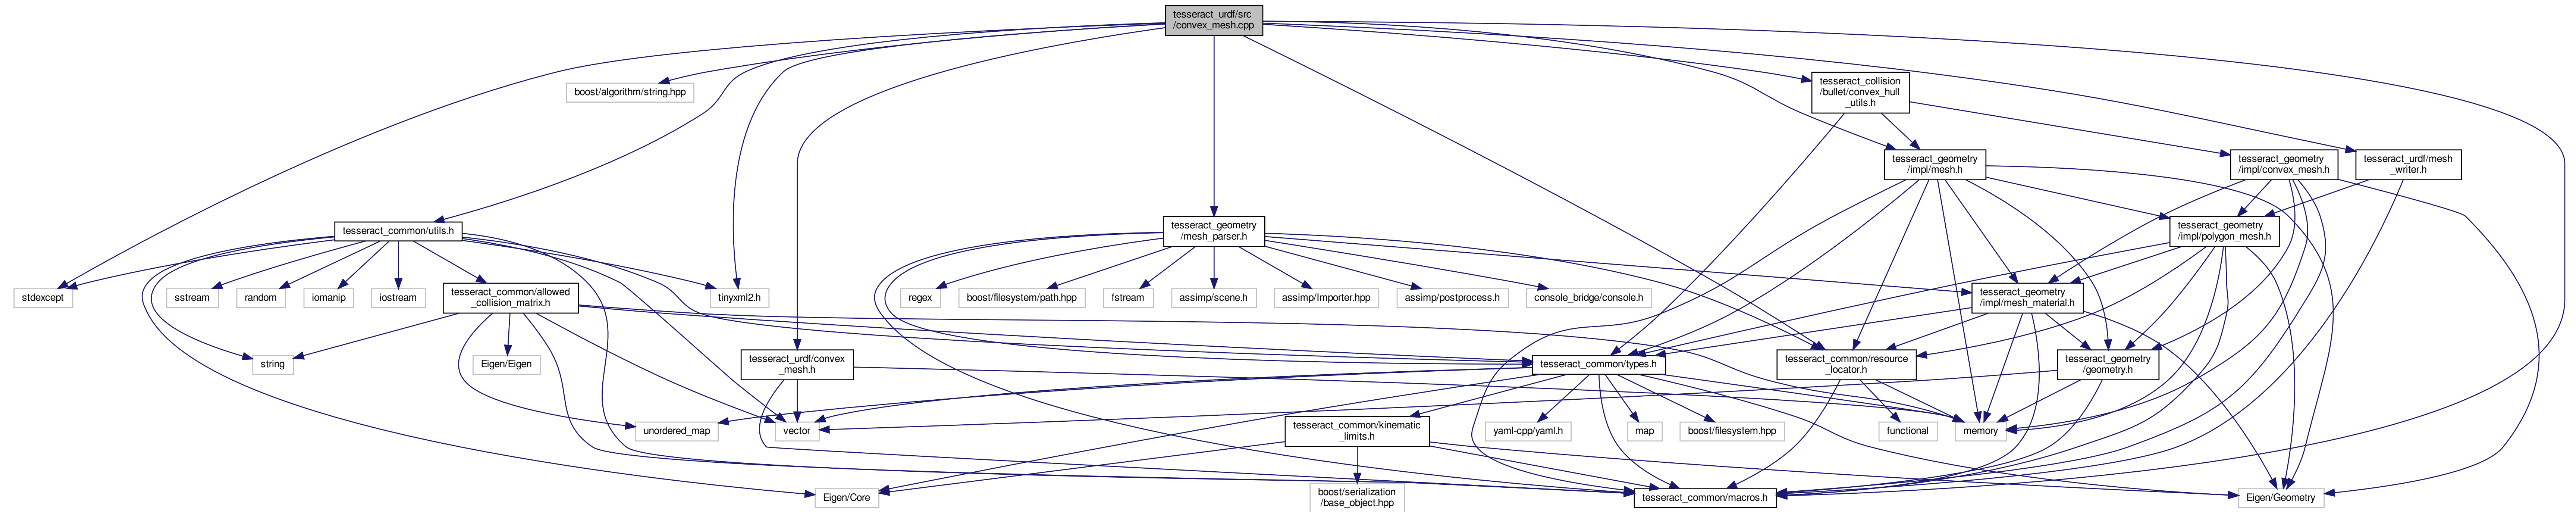 tesseract_urdf/src
/convex_mesh.cpp
boost/algorithm/string.hpp
tesseract_collision
/bullet/convex_hull
_utils.h
tesseract_geometry
/impl/mesh.h
tesseract_geometry
/impl/convex_mesh.h
tesseract_urdf/mesh
_writer.h
tesseract_common/utils.h
tesseract_geometry
/mesh_parser.h
tesseract_geometry
/impl/polygon_mesh.h
stdexcept
sstream
random
iomanip
iostream
tesseract_common/allowed
_collision_matrix.h
tinyxml2.h
regex
boost/filesystem/path.hpp
fstream
assimp/scene.h
assimp/Importer.hpp
assimp/postprocess.h
console_bridge/console.h
tesseract_geometry
/impl/mesh_material.h
string
Eigen/Eigen
tesseract_urdf/convex
_mesh.h
tesseract_common/types.h
tesseract_common/resource
_locator.h
tesseract_geometry
/geometry.h
unordered_map
vector
tesseract_common/kinematic
_limits.h
yaml-cpp/yaml.h
map
boost/filesystem.hpp
functional
memory
Eigen/Core
boost/serialization
/base_object.hpp
tesseract_common/macros.h
Eigen/Geometry